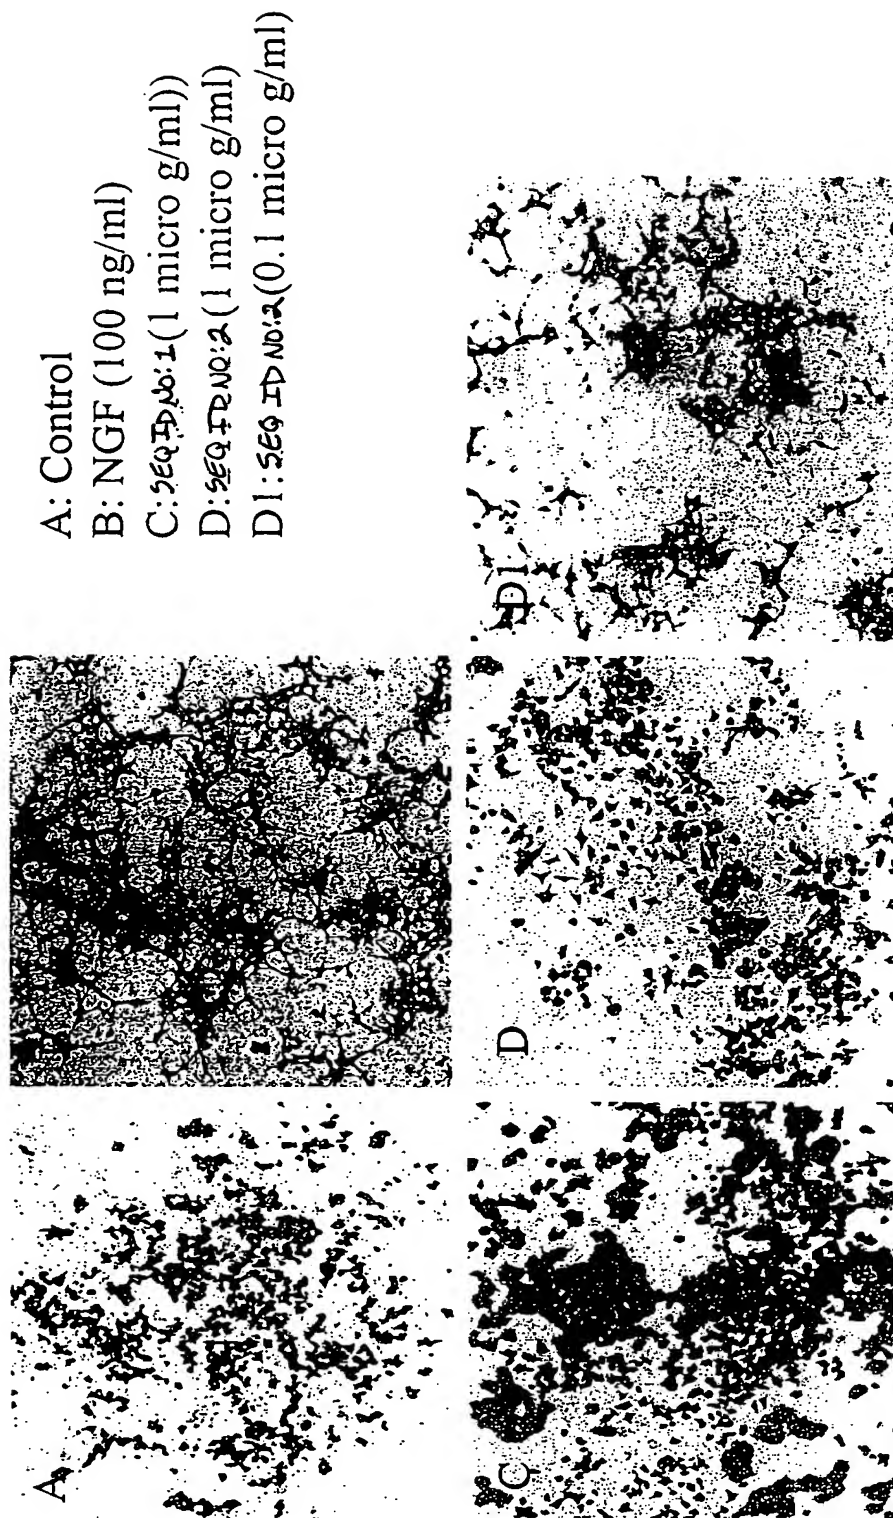 A: Control
B: NGF (100 ng/ml)
C: SEQ ID NO:1 (1 micro g/ml))
D: SEQ ID NO:2 (1 micro g/ml)
D1: SEQ ID NO:2 (0.1 micro g/ml)
A
B
C
D
D1